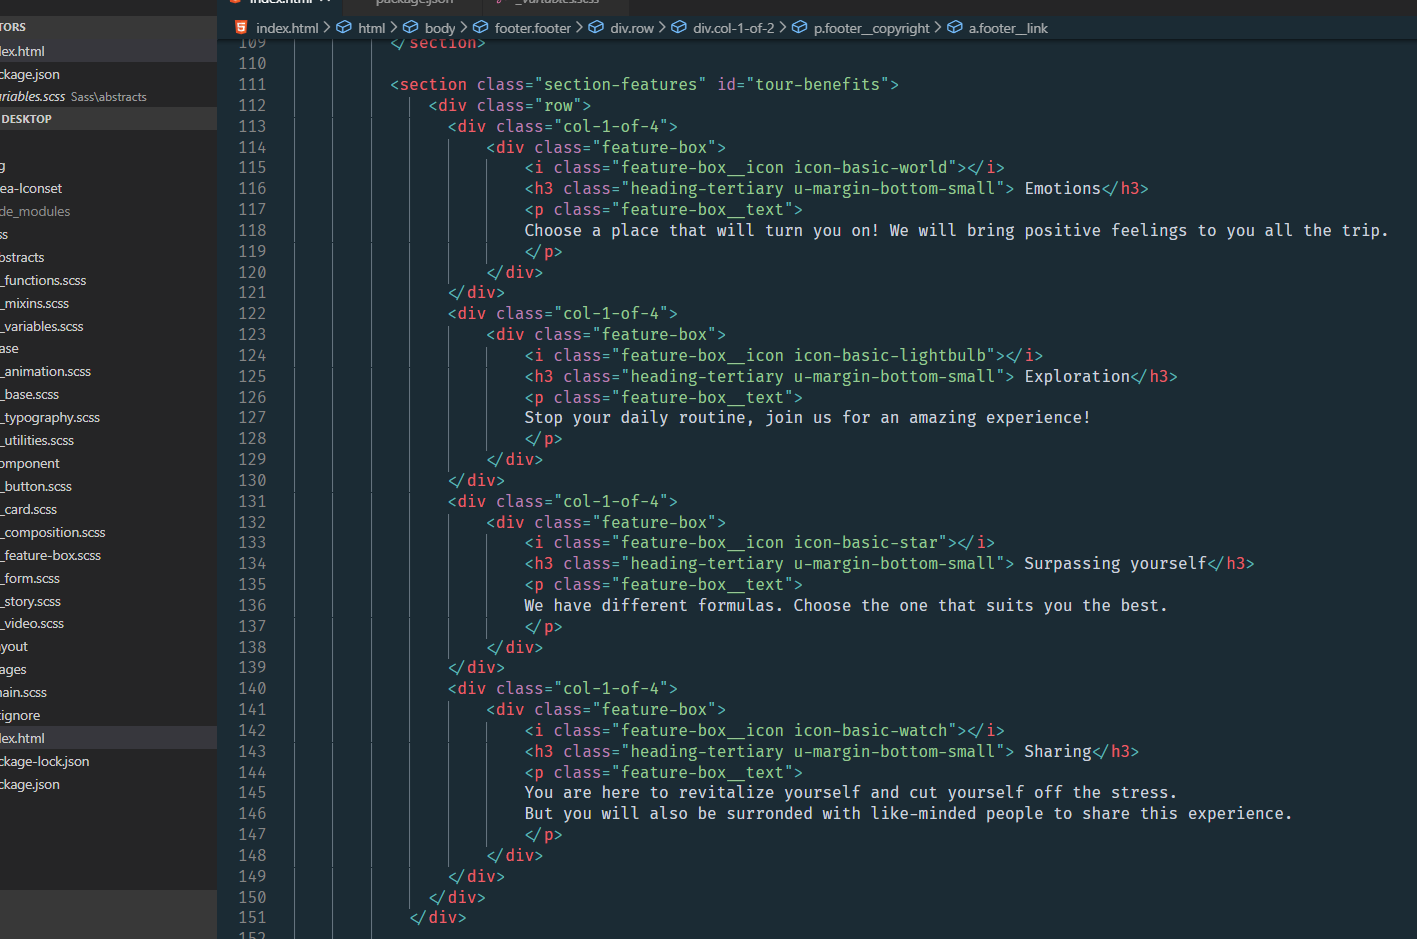 index.html package.json _variables.scss
TORS
index.html > html > body > footer.footer > div.row > div.col-1-of-2 > p.footer__copyright > a.footer__link
lex.html
ckage.json
ariables.scss Sass\abstracts
DESKTOP
g
ea-Iconset
de_modules
ss
bstracts
_functions.scss
_mixins.scss
_variables.scss
ase
_animation.scss
_base.scss
_typography.scss
_utilities.scss
omponent
_button.scss
_card.scss
_composition.scss
_feature-box.scss
_form.scss
_story.scss
_video.scss
ayout
ages
nain.scss
tignore
lex.html
ckage-lock.json
ckage.json
109 </section>
110
111 <section class="section-features" id="tour-benefits">
112 <div class="row">
113 <div class="col-1-of-4">
114 <div class="feature-box">
115 <i class="feature-box__icon icon-basic-world"></i>
116 <h3 class="heading-tertiary u-margin-bottom-small"> Emotions</h3>
117 <p class="feature-box__text">
118 Choose a place that will turn you on! We will bring positive feelings to you all the trip.
119 </p>
120 </div>
121 </div>
122 <div class="col-1-of-4">
123 <div class="feature-box">
124 <i class="feature-box__icon icon-basic-lightbulb"></i>
125 <h3 class="heading-tertiary u-margin-bottom-small"> Exploration</h3>
126 <p class="feature-box__text">
127 Stop your daily routine, join us for an amazing experience!
128 </p>
129 </div>
130 </div>
131 <div class="col-1-of-4">
132 <div class="feature-box">
133 <i class="feature-box__icon icon-basic-star"></i>
134 <h3 class="heading-tertiary u-margin-bottom-small"> Surpassing yourself</h3>
135 <p class="feature-box__text">
136 We have different formulas. Choose the one that suits you the best.
137 </p>
138 </div>
139 </div>
140 <div class="col-1-of-4">
141 <div class="feature-box">
142 <i class="feature-box__icon icon-basic-watch"></i>
143 <h3 class="heading-tertiary u-margin-bottom-small"> Sharing</h3>
144 <p class="feature-box__text">
145 You are here to revitalize yourself and cut yourself off the stress.
146 But you will also be surronded with like-minded people to share this experience.
147 </p>
148 </div>
149 </div>
150 </div>
151 </div>
152